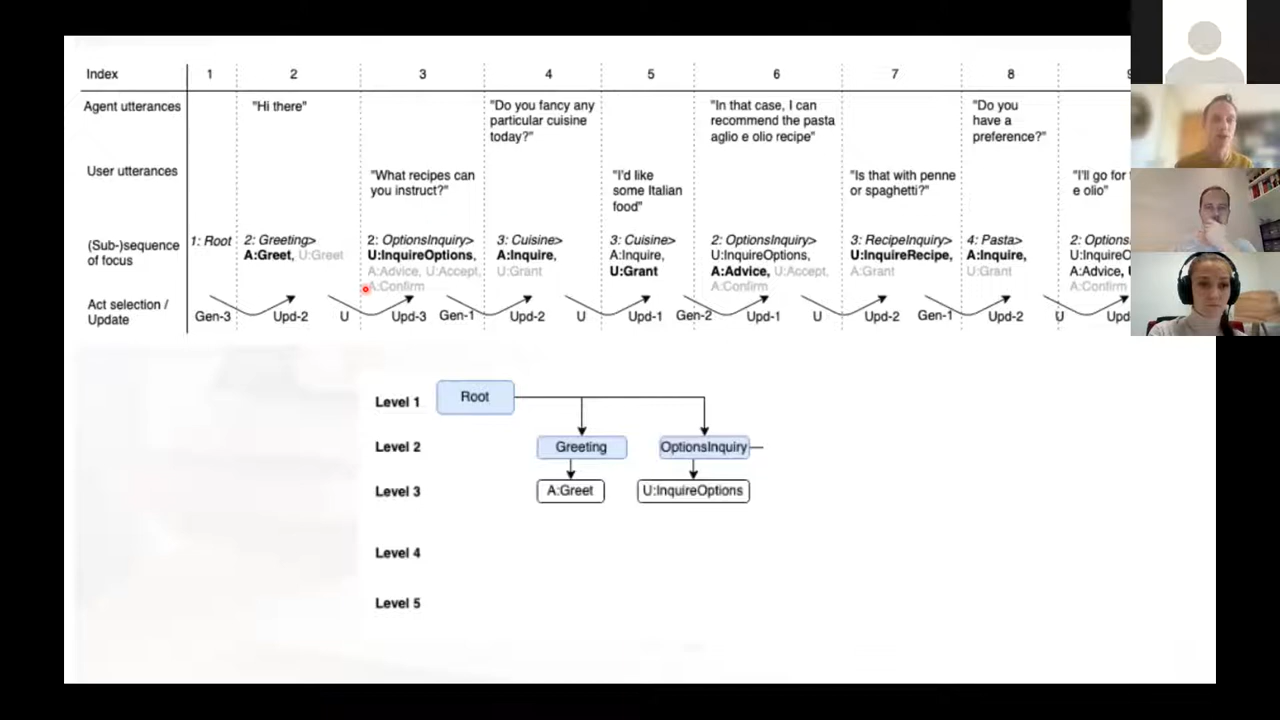 Index 1 2 3 4 5 6 7 8 9
Agent utterances "Hi there" "Do you fancy any particular cuisine today?" "In that case, I can recommend the pasta aglio e olio recipe" "Do you have a preference?"
User utterances "What recipes can you instruct?" "I'd like some Italian food" "Is that with penne or spaghetti?" "I'll go for e olio"
(Sub-)sequence of focus 1: Root 2: Greeting> A:Greet, U:Greet 2: OptionsInquiry> U:InquireOptions, A:Advice, U:Accept, A:Confirm 3: Cuisine> A:Inquire, U:Grant 3: Cuisine> A:Inquire, U:Grant 2: OptionsInquiry> U:InquireOptions, A:Advice, U:Accept, A:Confirm 3: RecipeInquiry> U:InquireRecipe, A:Grant 4: Pasta> A:Inquire, U:Grant 2: Options U:InquireO A:Advice, A:Confirm
Act selection / Update Gen-3 Upd-2 U Upd-3 Gen-1 Upd-2 U Upd-1 Gen-2 Upd-1 U Upd-2 Gen-1 Upd-2 U Upd
Level 1 Root
Level 2 Greeting OptionsInquiry
Level 3 A:Greet U:InquireOptions
Level 4
Level 5